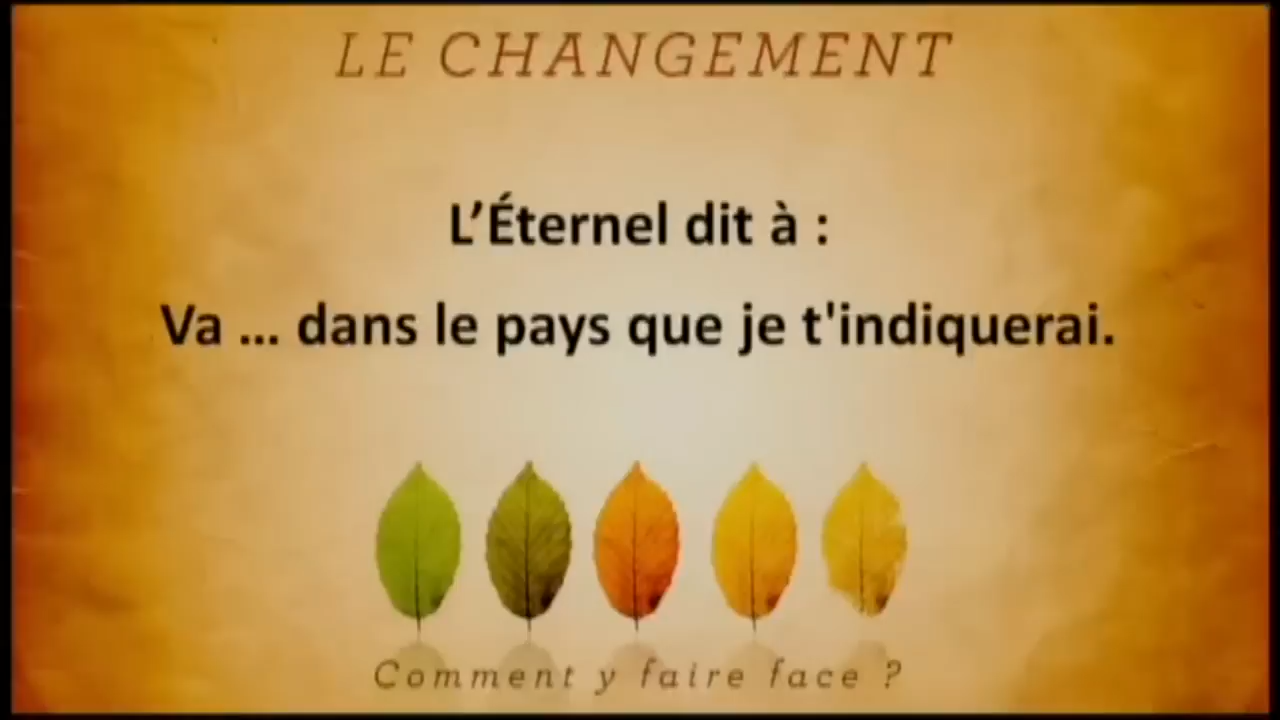 LE CHANGEMENT
L’Éternel dit à :
Va ... dans le pays que je t'indiquerai.
Comment y faire face ?